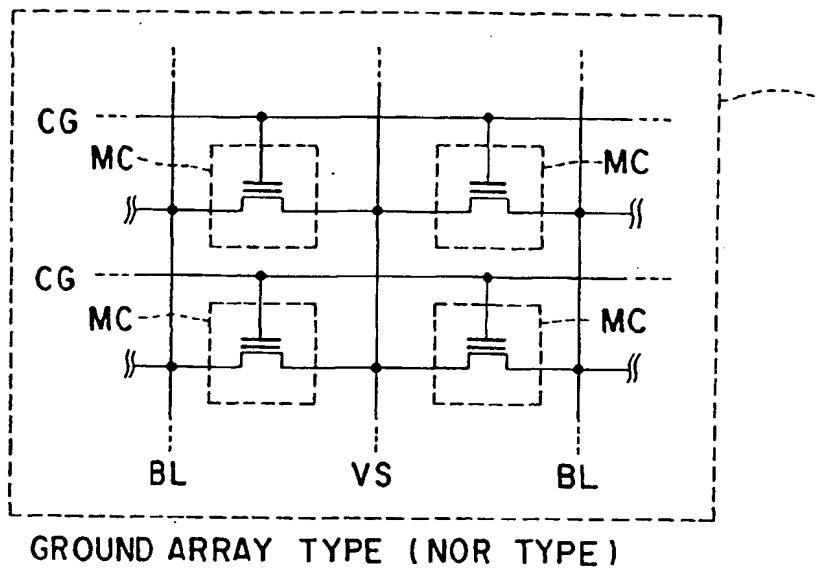 CG
MC MC
CG
MC MC
BL VS BL
GROUND ARRAY TYPE (NOR TYPE)